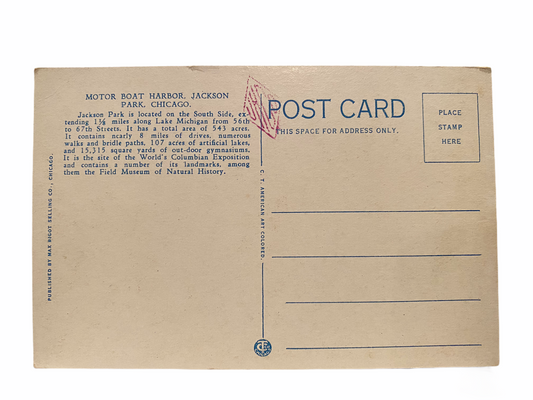 MOTOR BOAT HARBOR, JACKSON
PARK, CHICAGO.
Jackson Park is located on the South Side, ex-
tending 1⅗ miles along Lake Michigan from 56th
to 67th Streets. It has a total area of 543 acres.
It contains nearly 8 miles of drives, numerous
walks and bridle paths, 107 acres of artificial lakes,
and 15,315 square yards of out-door gymnasiums.
It is the site of the World's Columbian Exposition
and contains a number of its landmarks, among
them the Field Museum of Natural History.
PUBLISHED BY MAX RIGOT SELLING CO., CHICAGO.
C. T. AMERICAN ART COLORED.
POST CARD
THIS SPACE FOR ADDRESS ONLY.
PLACE
STAMP
HERE